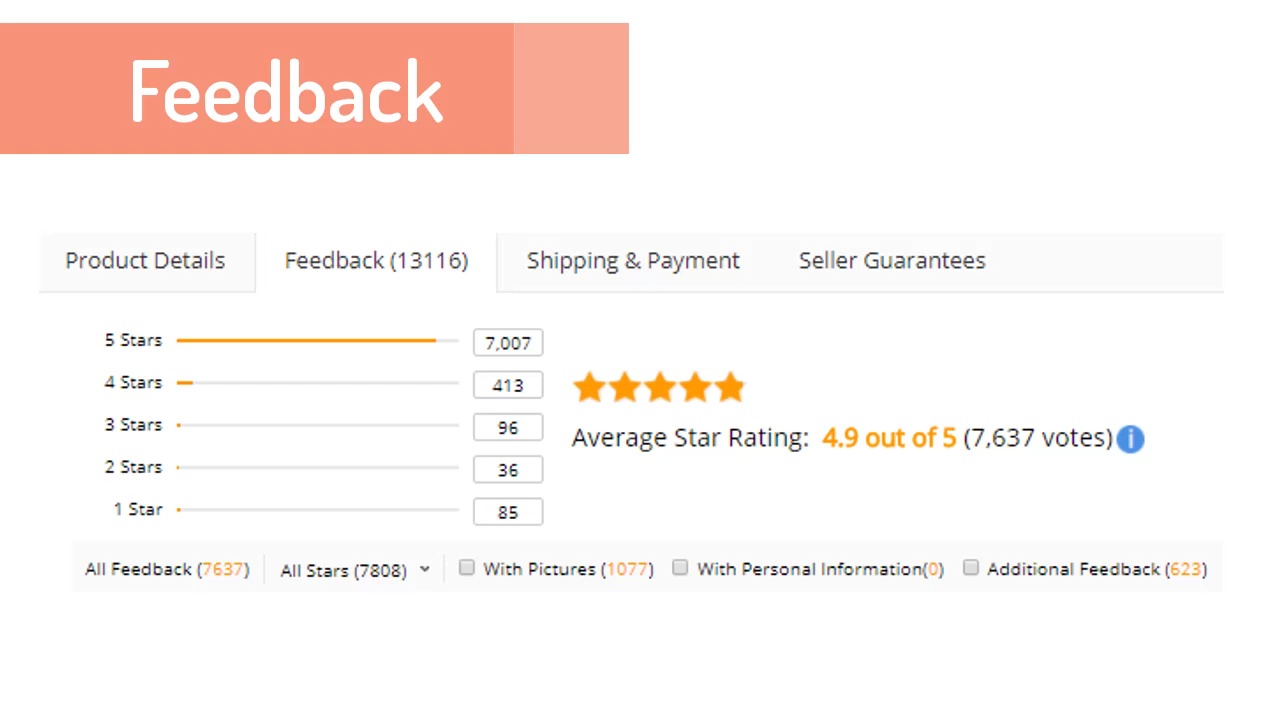 Feedback
Product Details Feedback (13116) Shipping & Payment Seller Guarantees
5 Stars 7,007
4 Stars 413
3 Stars 96
2 Stars 36
1 Star 85
Average Star Rating: 4.9 out of 5 (7,637 votes) i
All Feedback (7637) All Stars (7808) With Pictures (1077) With Personal Information(0) Additional Feedback (623)